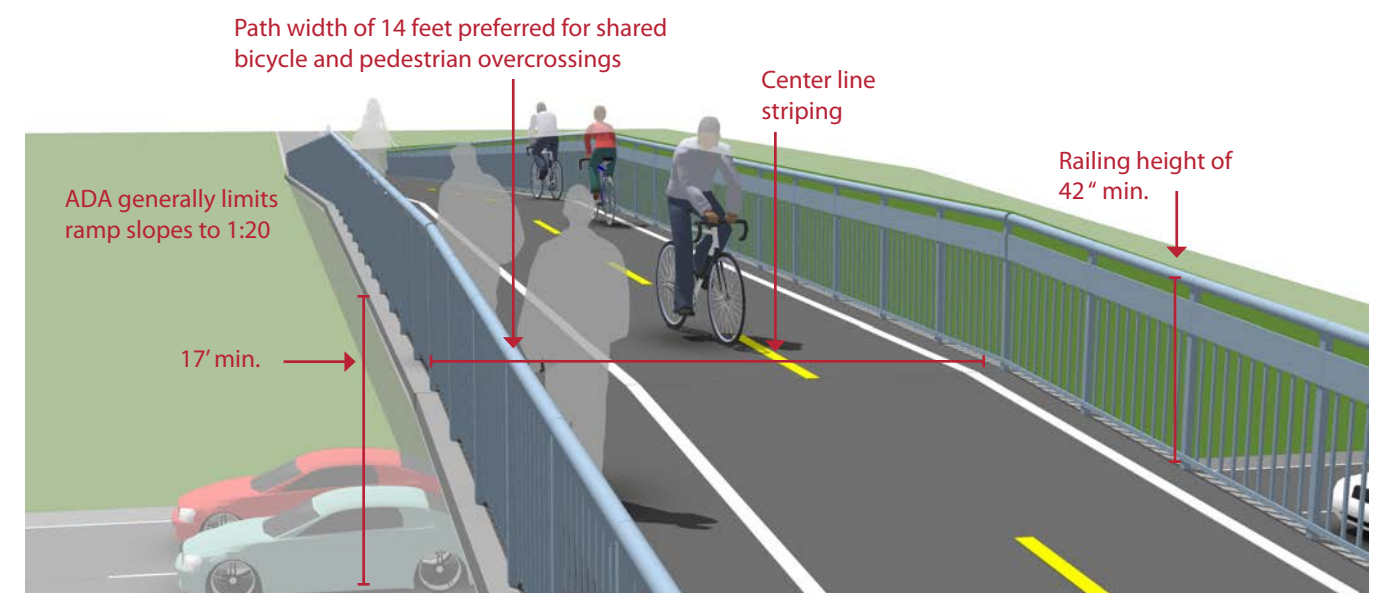 Path width of 14 feet preferred for shared
bicycle and pedestrian overcrossings
Center line
striping
Railing height of
42 “ min.
ADA generally limits
ramp slopes to 1:20
17’ min.